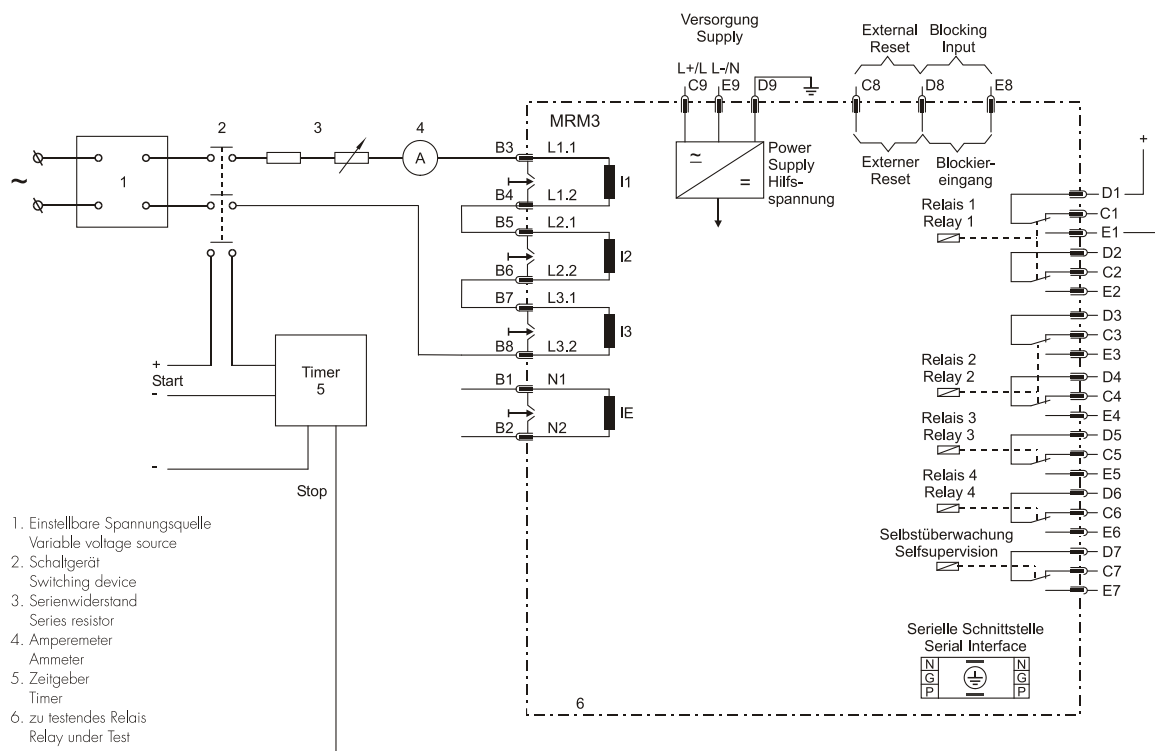 Versorgung
Supply
L+/L L-/N
C9 E9 D9
External Reset
Blocking Input
C8 D8 E8
Externer Reset
Blockiereingang
MRM3
Power
Supply
Hilfs-
spannung
~
=
2 3 4
~
1
A
B3 L1.1
I1
B4 L1.2
B5 L2.1
I2
B6 L2.2
B7 L3.1
I3
B8 L3.2
B1 N1
IE
B2 N2
+
Start
-
-
Timer
5
Stop
+
Relais 1
Relay 1
D1
C1
E1
D2
C2
E2
D3
C3
E3
Relais 2
Relay 2
D4
C4
E4
Relais 3
Relay 3
D5
C5
E5
Relais 4
Relay 4
D6
C6
E6
Selbstüberwachung
Selfsupervision
D7
C7
E7
Serielle Schnittstelle
Serial Interface
N N
G G
P P
6
1. Einstellbare Spannungsquelle
Variable voltage source
2. Schaltgerät
Switching device
3. Serienwiderstand
Series resistor
4. Amperemeter
Ammeter
5. Zeitgeber
Timer
6. zu testendes Relais
Relay under Test